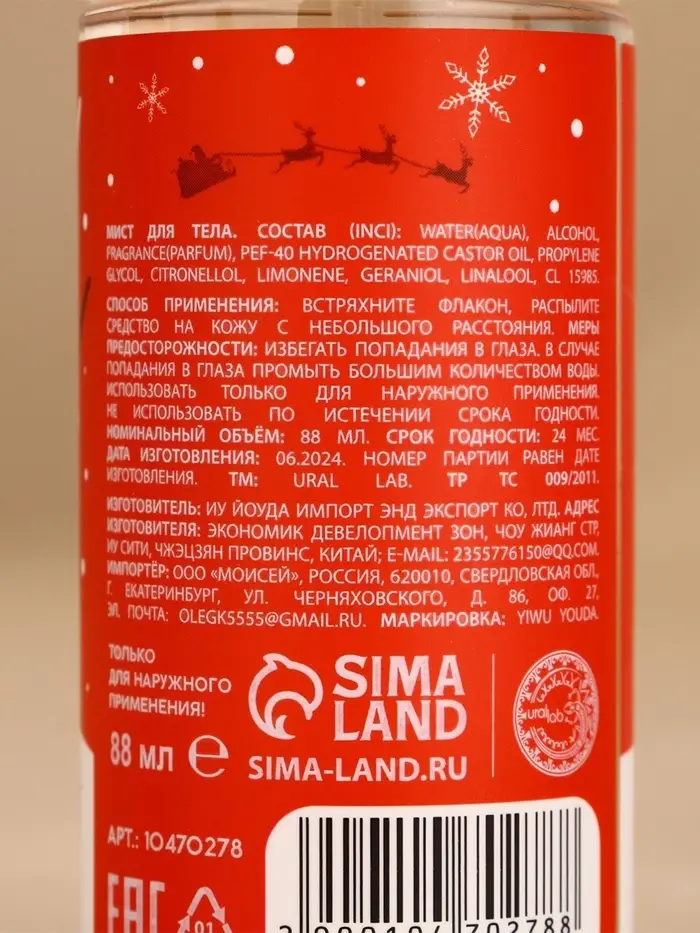 МИСТ ДЛЯ ТЕЛА. СОСТАВ (INCI): WATER(AQUA), ALCOHOL,
FRAGRANCE(PARFUM), PEF-40 HYDROGENATED CASTOR OIL, PROPYLENE
GLYCOL, CITRONELLOL, LIMONENE, GERANIOL, LINALOOL, CL 15985.
СПОСОБ ПРИМЕНЕНИЯ: ВСТРЯХНИТЕ ФЛАКОН, РАСПЫЛИТЕ
СРЕДСТВО НА КОЖУ С НЕБОЛЬШОГО РАССТОЯНИЯ. МЕРЫ
ПРЕДОСТОРОЖНОСТИ: ИЗБЕГАТЬ ПОПАДАНИЯ В ГЛАЗА. В СЛУЧАЕ
ПОПАДАНИЯ В ГЛАЗА ПРОМЫТЬ БОЛЬШИМ КОЛИЧЕСТВОМ ВОДЫ.
ИСПОЛЬЗОВАТЬ ТОЛЬКО ДЛЯ НАРУЖНОГО ПРИМЕНЕНИЯ.
НЕ ИСПОЛЬЗОВАТЬ ПО ИСТЕЧЕНИИ СРОКА ГОДНОСТИ.
НОМИНАЛЬНЫЙ ОБЪЁМ: 88 МЛ. СРОК ГОДНОСТИ: 24 МЕС.
ДАТА ИЗГОТОВЛЕНИЯ: 06.2024. НОМЕР ПАРТИИ РАВЕН ДАТЕ
ИЗГОТОВЛЕНИЯ. ТМ: URAL LAB. ТР ТС 009/2011.
ИЗГОТОВИТЕЛЬ: ИУ ЙОУДА ИМПОРТ ЭНД ЭКСПОРТ КО, ЛТД. АДРЕС
ИЗГОТОВИТЕЛЯ: ЭКОНОМИК ДЕВЕЛОПМЕНТ ЗОН, ЧОУ ЖИАНГ СТР,
ИУ СИТИ, ЧЖЭЦЗЯН ПРОВИНС, КИТАЙ; E-MAIL: 2355776150@QQ.COM.
ИМПОРТЁР: ООО «МОИСЕЙ», РОССИЯ, 620010, СВЕРДЛОВСКАЯ ОБЛ.,
Г. ЕКАТЕРИНБУРГ, УЛ. ЧЕРНЯХОВСКОГО, Д. 86, ОФ. 27,
ЭЛ. ПОЧТА: OLEGK5555@GMAIL.RU. МАРКИРОВКА: YIWU YOUDA.
ТОЛЬКО
ДЛЯ НАРУЖНОГО
ПРИМЕНЕНИЯ!
88 МЛ e
SIMA
LAND
SIMA-LAND.RU
ural lab
АРТ.: 10470278
EAC
01
702788